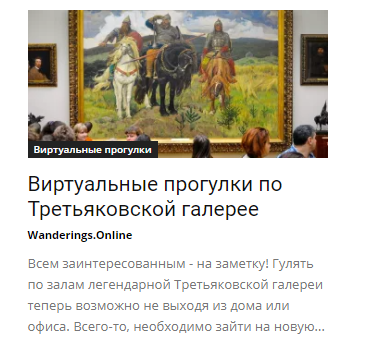 Виртуальные прогулки
Виртуальные прогулки по
Третьяковской галерее
Wanderings.Online
Всем заинтересованным - на заметку! Гулять
по залам легендарной Третьяковской галереи
теперь возможно не выходя из дома или
офиса. Всего-то, необходимо зайти на новую...